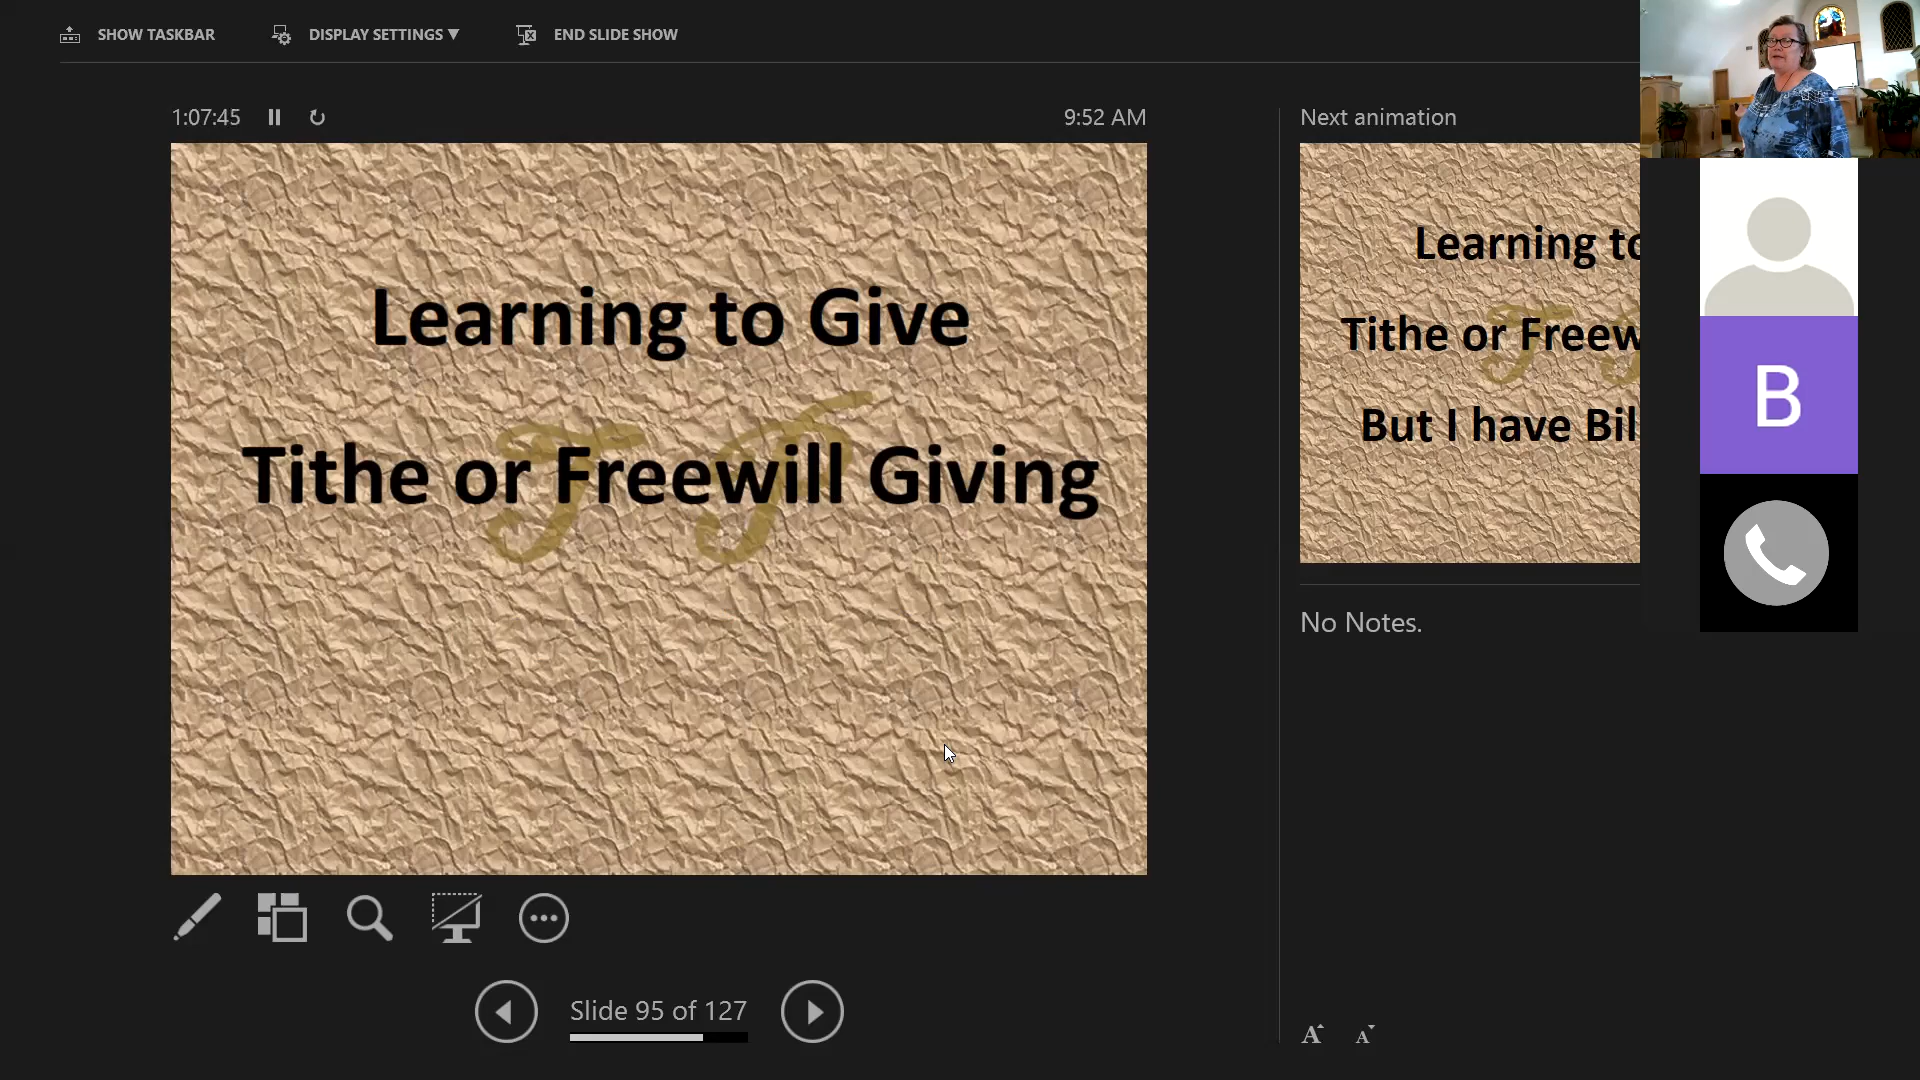 SHOW TASKBAR
DISPLAY SETTINGS ▼
END SLIDE SHOW
1:07:45
9:52 AM
Next animation
Learning to Give
Tithe or Freewill Giving
Learning to
Tithe or Freew
But I have Bil
B
No Notes.
Slide 95 of 127
A
A